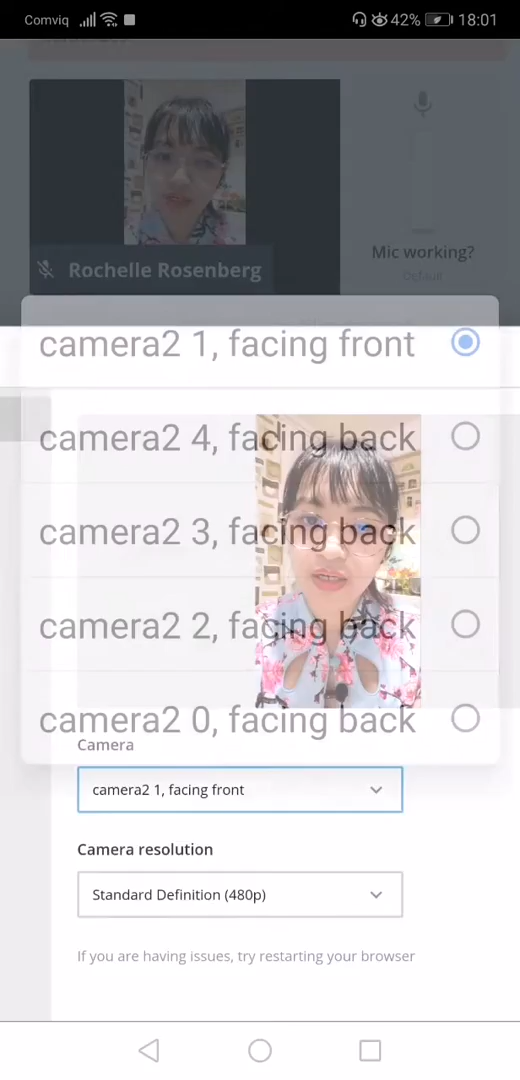 Comviq 42% 18:01
Mic working?
Default
Rochelle Rosenberg
camera2 1, facing front
camera2 4, facing back
camera2 3, facing back
camera2 2, facing back
camera2 0, facing back
Camera
camera2 1, facing front
Camera resolution
Standard Definition (480p)
If you are having issues, try restarting your browser